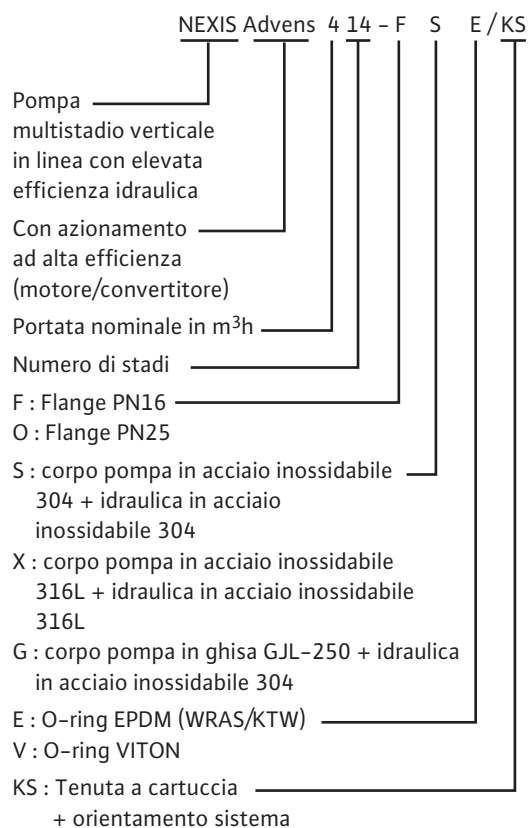 NEXIS Advens 4 14 - F S E / KS
Pompa
multistadio verticale
in linea con elevata
efficienza idraulica
Con azionamento
ad alta efficienza
(motore/convertitore)
Portata nominale in m³h
Numero di stadi
F : Flange PN16
O : Flange PN25
S : corpo pompa in acciaio inossidabile
304 + idraulica in acciaio
inossidabile 304
X : corpo pompa in acciaio inossidabile
316L + idraulica in acciaio inossidabile
316L
G : corpo pompa in ghisa GJL-250 + idraulica
in acciaio inossidabile 304
E : O-ring EPDM (WRAS/KTW)
V : O-ring VITON
KS : Tenuta a cartuccia
+ orientamento sistema